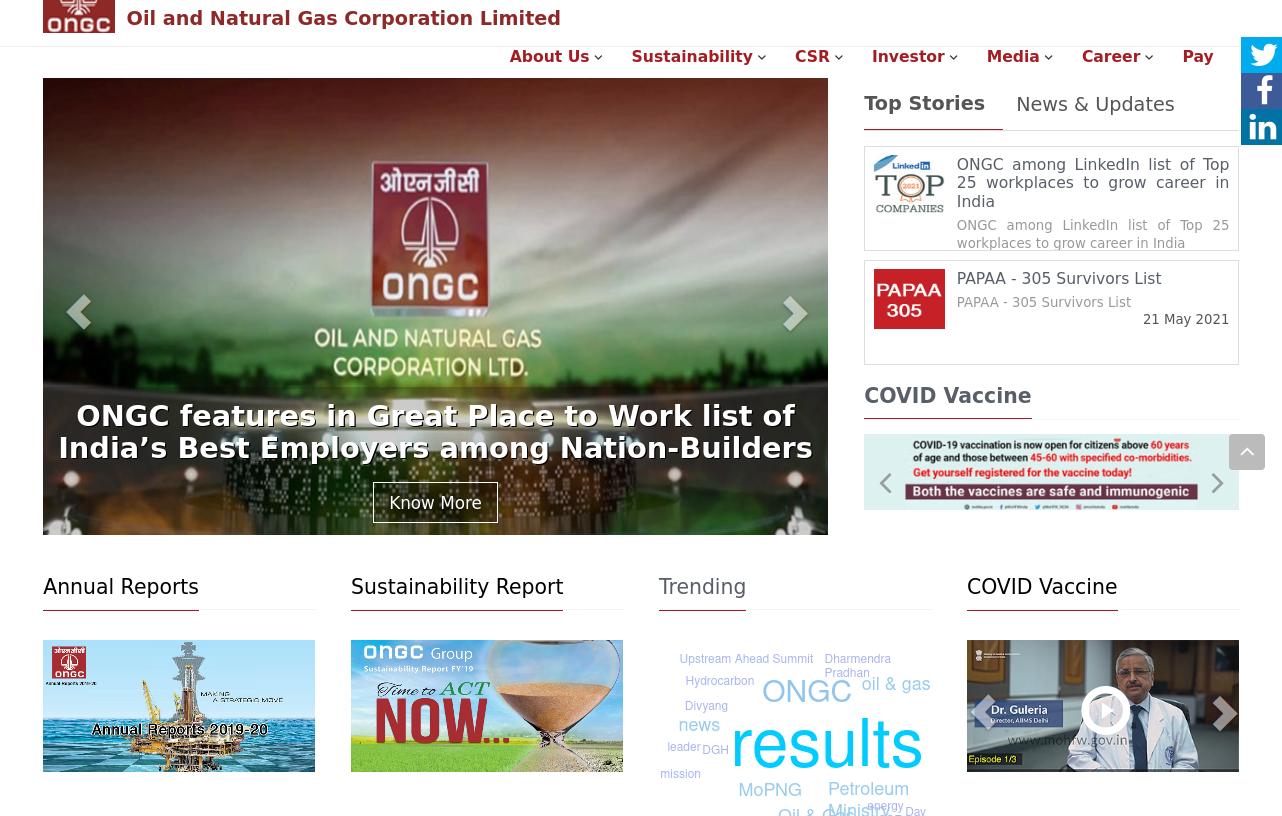 ONGC
Oil and Natural Gas Corporation Limited
About Us
Sustainability
CSR
Investor
Media
Career
Pay
ओएनजीसी
ONGC
OIL AND NATURAL GAS
CORPORATION LTD.
ONGC features in Great Place to Work list of
India’s Best Employers among Nation-Builders
Know More
Top Stories
News & Updates
Linked in
TOP
2021
COMPANIES
ONGC among LinkedIn list of Top
25 workplaces to grow career in
India
ONGC among LinkedIn list of Top 25
workplaces to grow career in India
PAPAA
305
PAPAA - 305 Survivors List
PAPAA - 305 Survivors List
21 May 2021
COVID Vaccine
COVID-19 vaccination is now open for citizens above 60 years
of age and those between 45-60 with specified co-morbidities.
Get yourself registered for the vaccine today!
Both the vaccines are safe and immunogenic
Annual Reports
ओएनजीसी
ONGC
Annual Reports 2019-20
MAKING
A STRATEGIC MOVE
Annual Reports 2019-20
Sustainability Report
ONGC Group
Sustainability Report FY'19
Time to ACT
NOW...
Trending
Upstream Ahead Summit
Dharmendra
Pradhan
Hydrocarbon
ONGC
oil & gas
Divyang
news
results
leader
DGH
mission
MoPNG
Petroleum
Ministry
energy
Day
Oil & Gas
COVID Vaccine
Dr. Guleria
Director, AIIMS Delhi
www.mohfw.gov.in
Episode 1/3